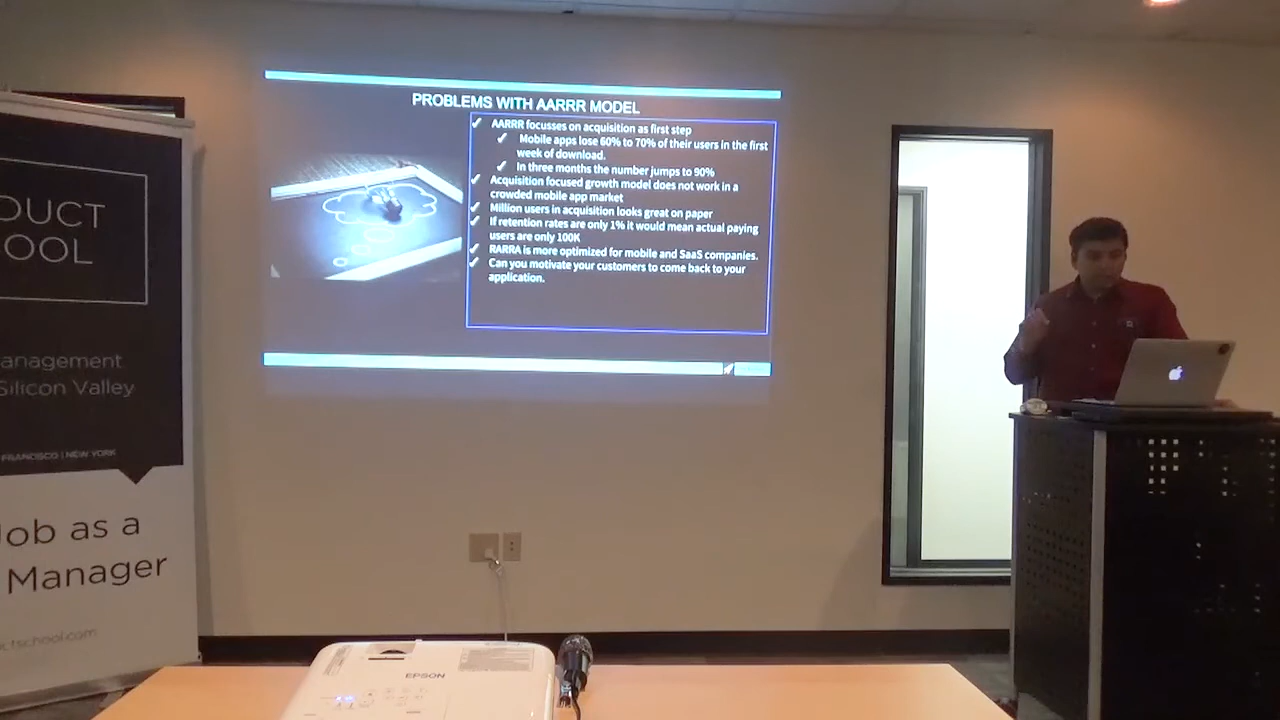 PROBLEMS WITH AARRR MODEL
AARRR focusses on acquisition as first step
Mobile apps lose 60% to 70% of their users in the first
week of download.
In three months the number jumps to 90%
Acquisition focused growth model does not work in a
crowded mobile app market
Million users in acquisition looks great on paper
If retention rates are only 1% it would mean actual paying
users are only 100K
RARRA is more optimized for mobile and SaaS companies.
Can you motivate your customers to come back to your
application.
DUCT
OOL
anagement
Silicon Valley
FRANCISCO | NEW YORK
Job as a
Manager
ctschool.com
EPSON